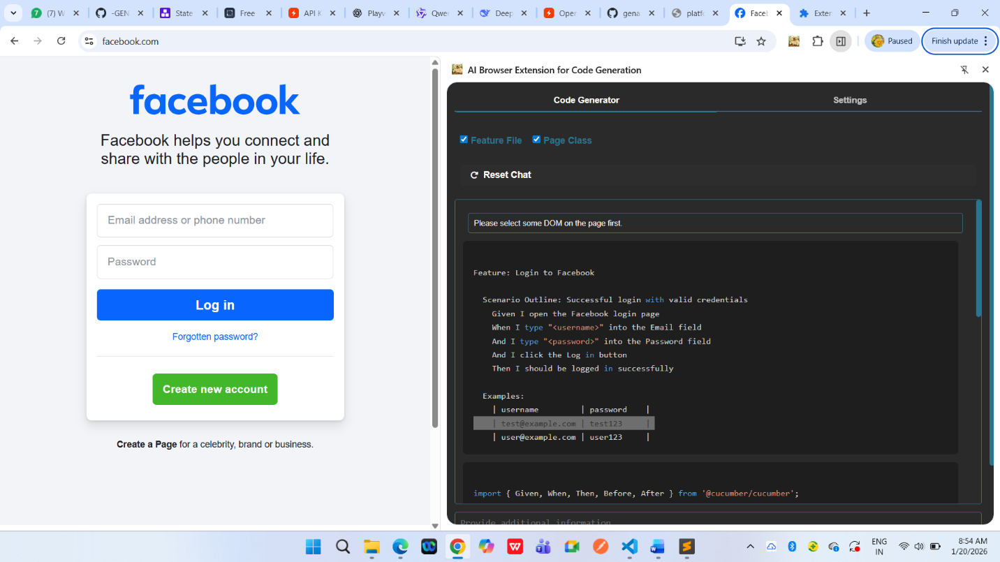 7
(7) W
-GEN
State
Free
API K
Playw
Qwer
Deep
Oper
gena
platfo
Faceb
Exten
facebook.com
Paused
Finish update
facebook
Facebook helps you connect and
share with the people in your life.
Email address or phone number
Password
Log in
Forgotten password?
Create new account
Create a Page for a celebrity, brand or business.
AI Browser Extension for Code Generation
Code Generator
Settings
Feature File
Page Class
Reset Chat
Please select some DOM on the page first.
Feature: Login to Facebook
Scenario Outline: Successful login with valid credentials
Given I open the Facebook login page
When I type "<username>" into the Email field
And I type "<password>" into the Password field
And I click the Log in button
Then I should be logged in successfully
Examples:
| username | password |
| test@example.com | test123 |
| user@example.com | user123 |
import { Given, When, Then, Before, After } from '@cucumber/cucumber';
Provide additional information
ENG
IN
8:54 AM
1/20/2026